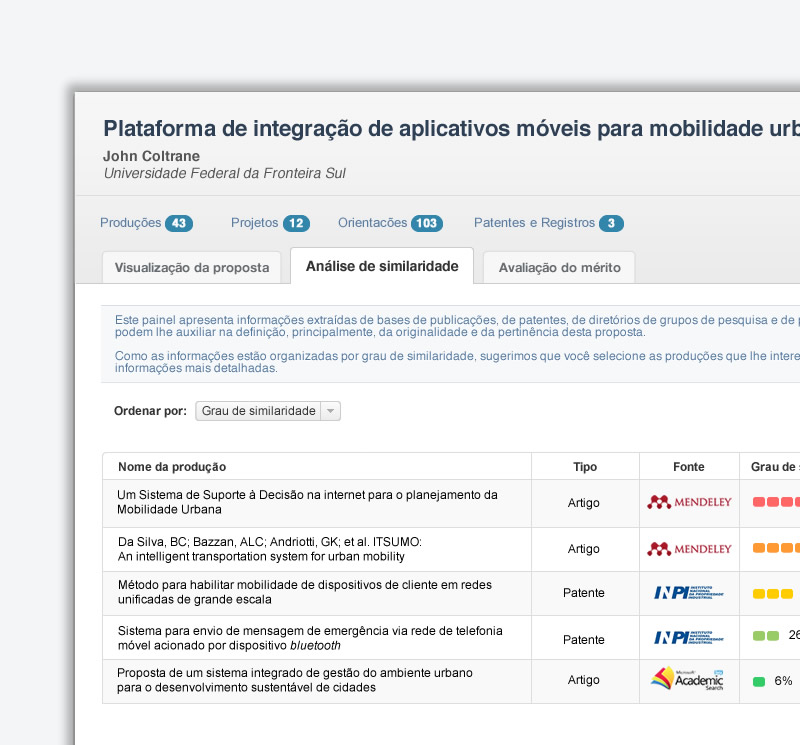 Plataforma de integração de aplicativos móveis para mobilidade urb
John Coltrane
Universidade Federal da Fronteira Sul
Produções 43 Projetos 12 Orientacões 103 Patentes e Registros 3
Visualização da proposta Análise de similaridade Avaliação do mérito
Este painel apresenta informações extraídas de bases de publicações, de patentes, de diretórios de grupos de pesquisa e de p
podem lhe auxiliar na definição, principalmente, da originalidade e da pertinência desta proposta.
Como as informações estão organizadas por grau de similaridade, sugerimos que você selecione as produções que lhe intere
informações mais detalhadas.
Ordenar por: Grau de similaridade
Nome da produção Tipo Fonte Grau de s
Um Sistema de Suporte à Decisão na internet para o planejamento da
Mobilidade Urbana
Artigo MENDELEY
Da Silva, BC; Bazzan, ALC; Andriotti, GK; et al. ITSUMO:
An intelligent transportation system for urban mobility
Artigo MENDELEY
Método para habilitar mobilidade de dispositivos de cliente em redes
unificadas de grande escala
Patente INPI INSTITUTO
NACIONAL
DA PROPRIEDADE
INDUSTRIAL
Sistema para envio de mensagem de emergência via rede de telefonia
móvel acionado por dispositivo bluetooth
Patente INPI INSTITUTO
NACIONAL
DA PROPRIEDADE
INDUSTRIAL
26
Proposta de um sistema integrado de gestão do ambiente urbano
para o desenvolvimento sustentável de cidades
Artigo Microsoft
Academic
Search
6%